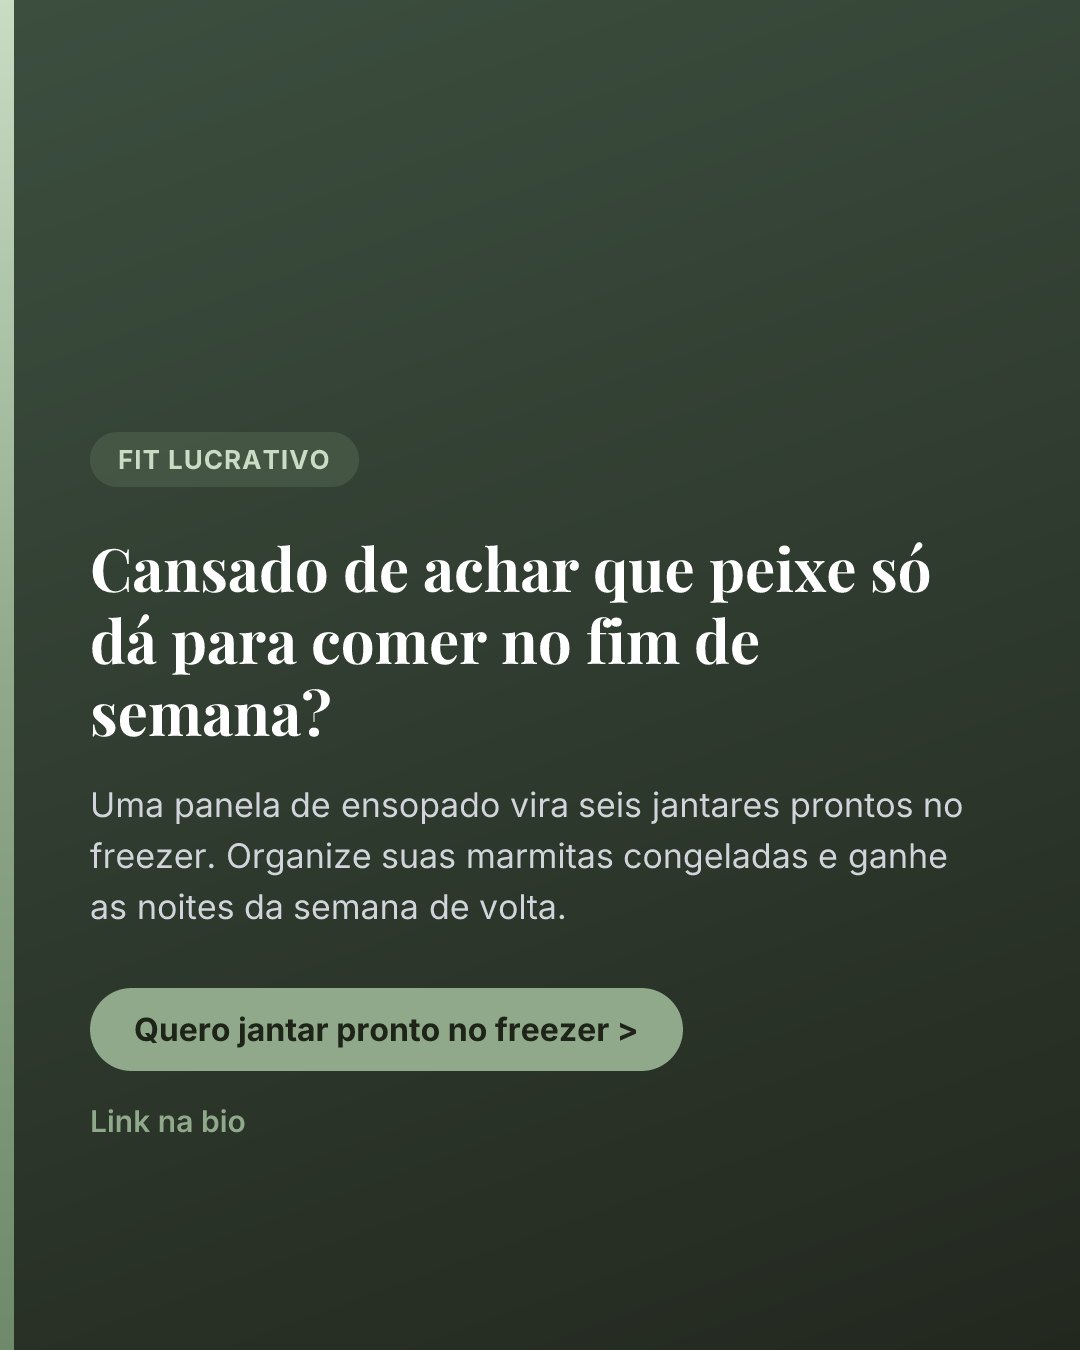 FIT LUCRATIVO
Cansado de achar que peixe só
dá para comer no fim de
semana?
Uma panela de ensopado vira seis jantares prontos no
freezer. Organize suas marmitas congeladas e ganhe
as noites da semana de volta.
Quero jantar pronto no freezer >
Link na bio